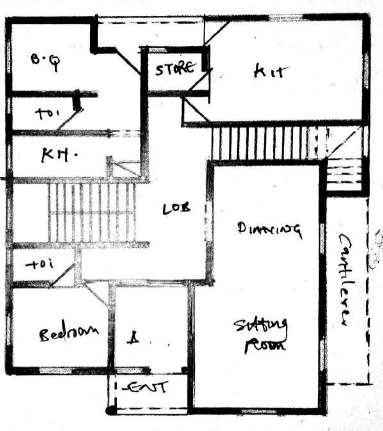 B.Q
STORE
KIT
TOi
KH.
LOB
DINNING
Cantilever
TOi
Bedroom
Sitting
Room
ENT